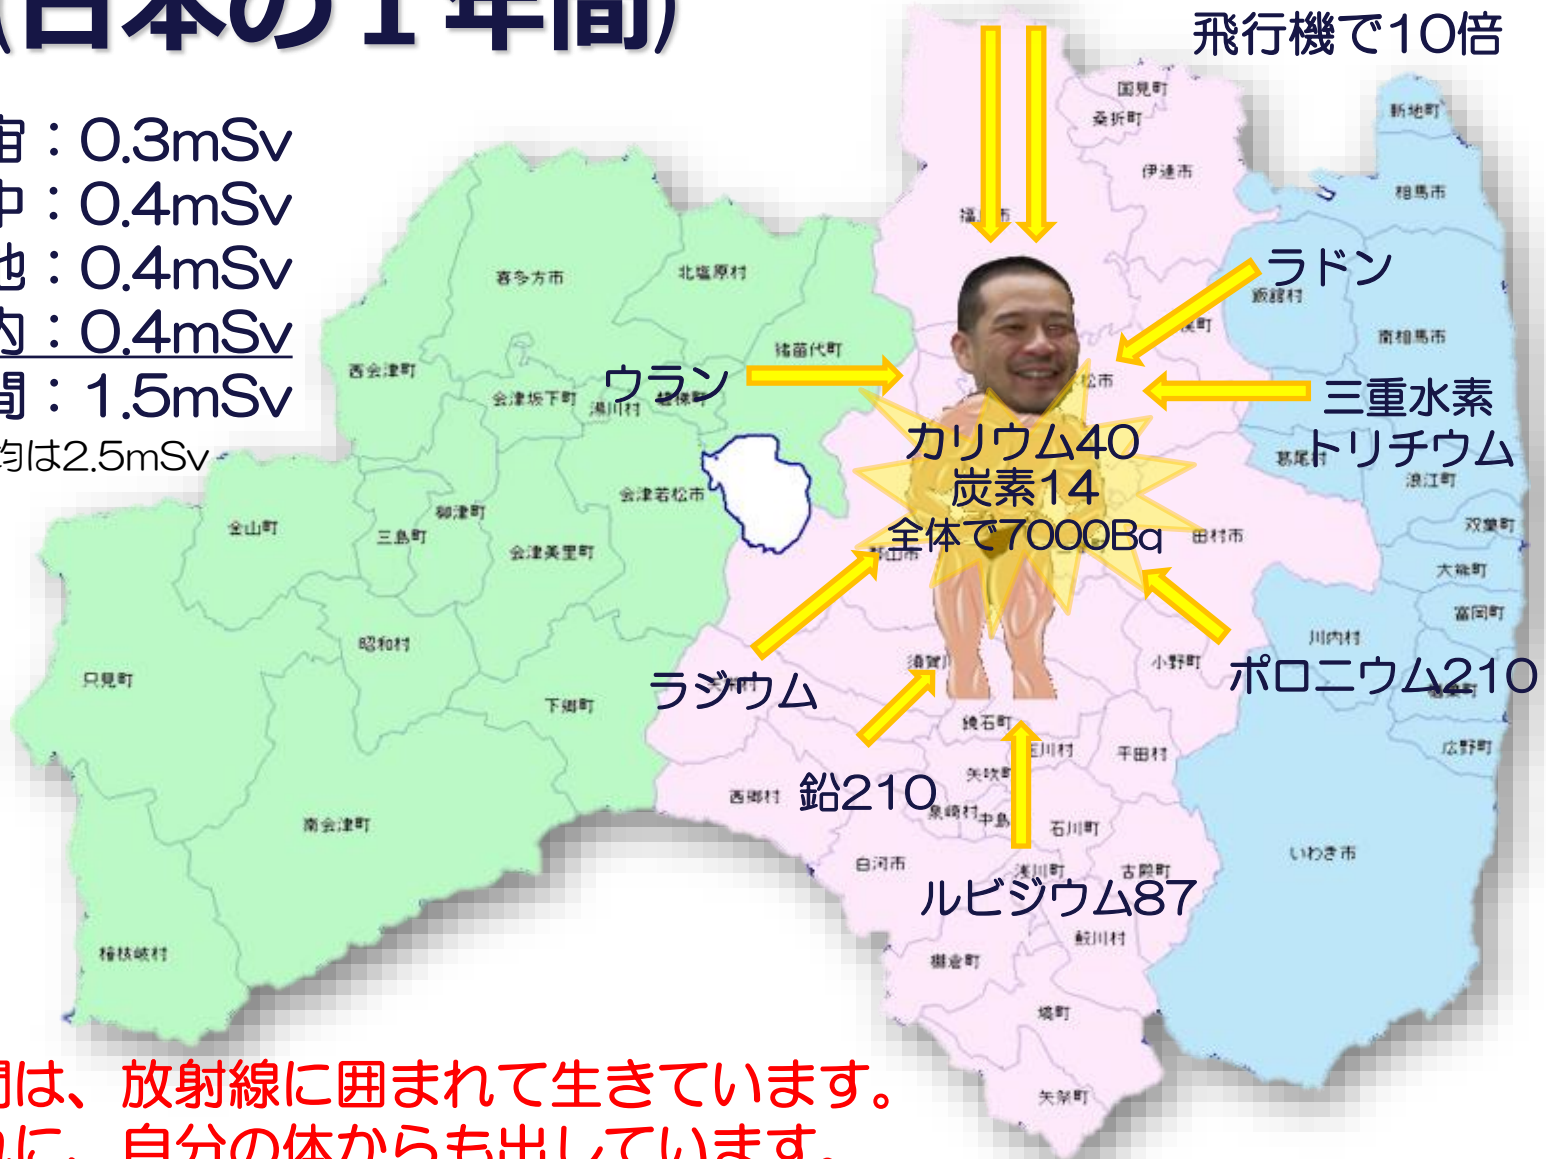 (日本の１年間)
飛行機で10倍
宙：0.3mSv
中：0.4mSv
地：0.4mSv
内：0.4mSv
間：1.5mSv
均は2.5mSv
国見町
桑折町
新地町
伊達市
相馬市
喜多方市
北塩原村
ラドン
飯舘村
南相馬市
猪苗代町
西会津町
ウラン
松市
三重水素
トリチウム
会津坂下町
湯川村
カリウム40
炭素14
全体で7000Bq
葛尾村
浪江町
会津若松市
金山町
三島町
柳津町
会津美里町
田村市
双葉町
大熊町
富岡町
昭和村
川内村
小野町
只見町
下郷町
ラジウム
ポロニウム210
鏡石町
玉川村
平田村
広野町
西郷村
鉛210
矢吹町
泉崎村
中島
石川町
南会津町
白河市
浅川町
古殿町
いわき市
ルビジウム87
鮫川村
棚倉町
檜枝岐村
塙町
矢祭町
間は、放射線に囲まれて生きています。
に、自分の体からも出しています。